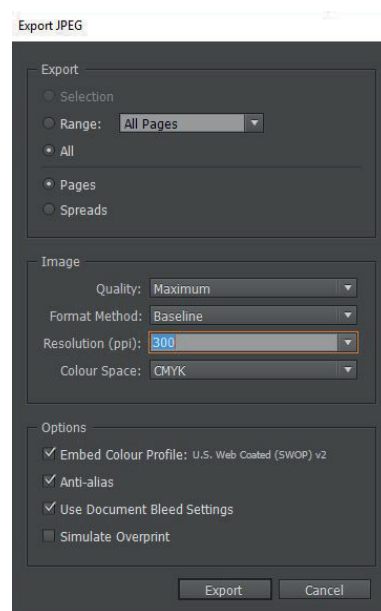 Export JPEG
Export
Selection
Range: All Pages
All
Pages
Spreads
Image
Quality: Maximum
Format Method: Baseline
Resolution (ppi): 300
Colour Space: CMYK
Options
Embed Colour Profile: U.S. Web Coated (SWOP) v2
Anti-alias
Use Document Bleed Settings
Simulate Overprint
Export Cancel